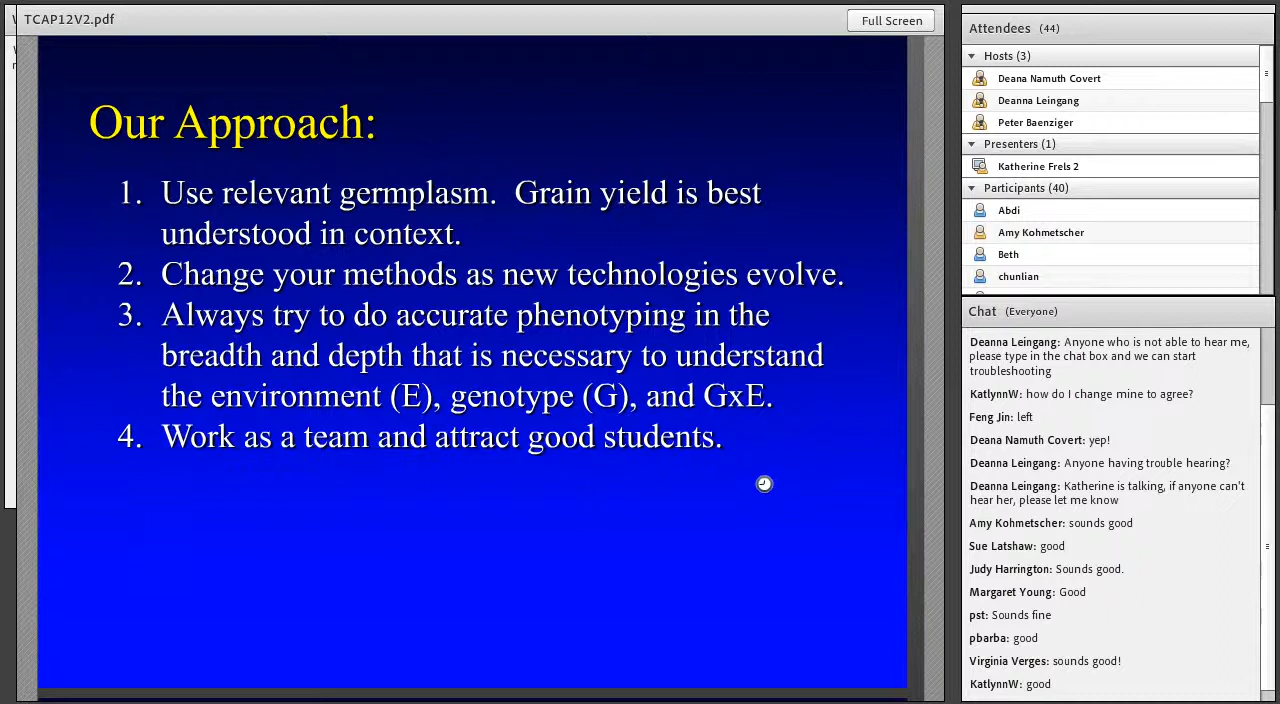 TCAP12V2.pdf
Full Screen
Our Approach:
1. Use relevant germplasm.  Grain yield is best
understood in context.
2. Change your methods as new technologies evolve.
3. Always try to do accurate phenotyping in the
breadth and depth that is necessary to understand
the environment (E), genotype (G), and GxE.
4. Work as a team and attract good students.
Attendees (44)
Hosts (3)
Deana Namuth Covert
Deanna Leingang
Peter Baenziger
Presenters (1)
Katherine Frels 2
Participants (40)
Abdi
Amy Kohmetscher
Beth
chunlian
Chat (Everyone)
Deanna Leingang: Anyone who is not able to hear me,
please type in the chat box and we can start
troubleshooting
KatlynnW: how do I change mine to agree?
Feng Jin: left
Deana Namuth Covert: yep!
Deanna Leingang: Anyone having trouble hearing?
Deanna Leingang: Katherine is talking, if anyone can't
hear her, please let me know
Amy Kohmetscher: sounds good
Sue Latshaw: good
Judy Harrington: Sounds good.
Margaret Young: Good
pst: Sounds fine
pbarba: good
Virginia Verges: sounds good!
KatlynnW: good